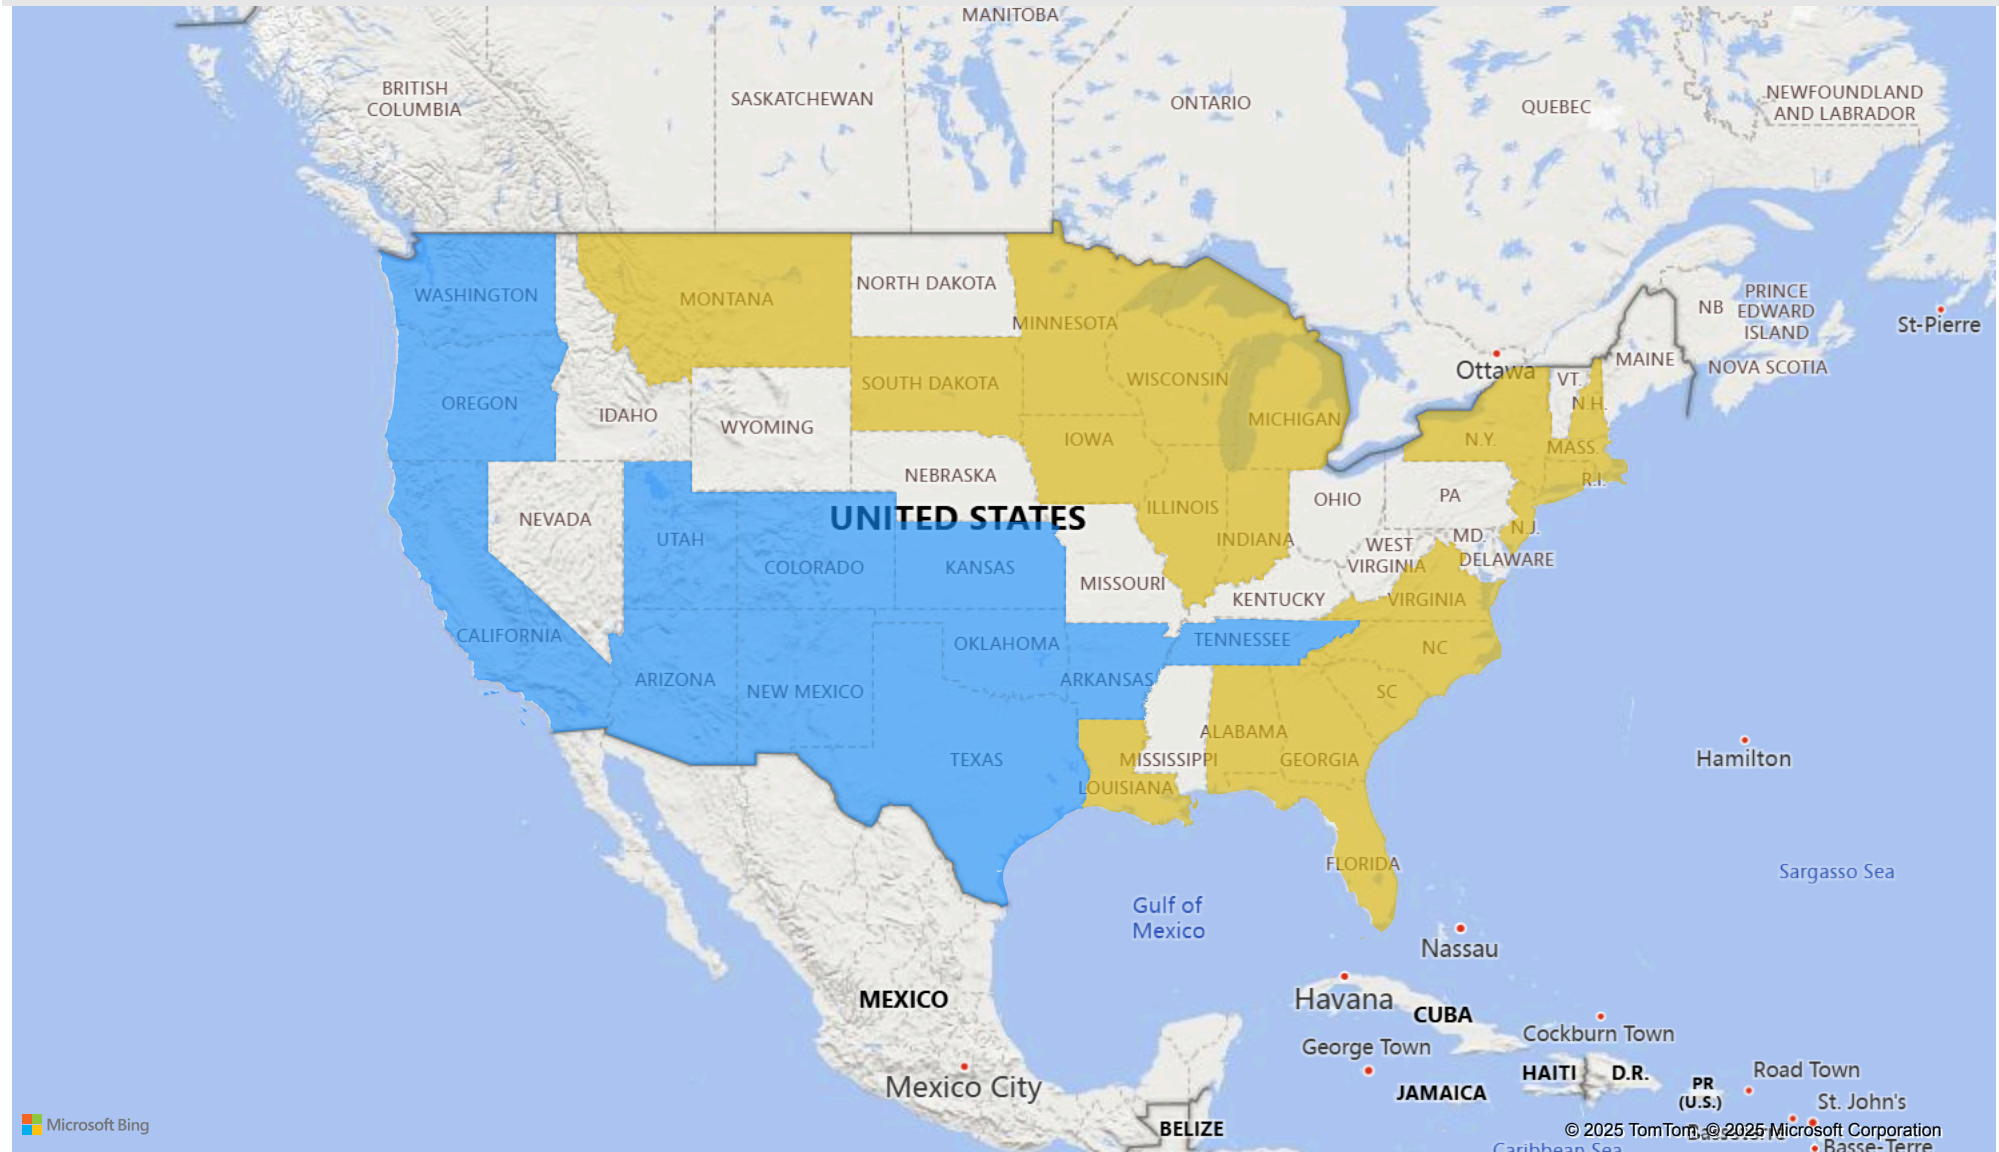 MANITOBA
BRITISH
COLUMBIA
SASKATCHEWAN
ONTARIO
QUEBEC
NEWFOUNDLAND
AND LABRADOR
WASHINGTON
MONTANA
NORTH DAKOTA
MINNESOTA
NB
PRINCE
EDWARD
ISLAND
St-Pierre
Ottawa
MAINE
NOVA SCOTIA
OREGON
IDAHO
WYOMING
SOUTH DAKOTA
WISCONSIN
MICHIGAN
VT.
N.H.
IOWA
N.Y.
MASS.
NEBRASKA
R.I.
UNITED STATES
NEVADA
ILLINOIS
OHIO
PA
UTAH
COLORADO
KANSAS
INDIANA
WEST
VIRGINIA
MD.
N.J.
DELAWARE
MISSOURI
KENTUCKY
VIRGINIA
CALIFORNIA
OKLAHOMA
TENNESSEE
NC
ARIZONA
NEW MEXICO
ARKANSAS
SC
TEXAS
ALABAMA
MISSISSIPPI
GEORGIA
LOUISIANA
Hamilton
FLORIDA
Sargasso Sea
Gulf of
Mexico
Nassau
MEXICO
Havana
CUBA
Cockburn Town
George Town
Mexico City
JAMAICA
HAITI
D.R.
PR
(U.S.)
Road Town
St. John's
BELIZE
Microsoft Bing
© 2025 TomTom, © 2025 Microsoft Corporation
Basseterre
Caribbean Sea
Basse-Terre